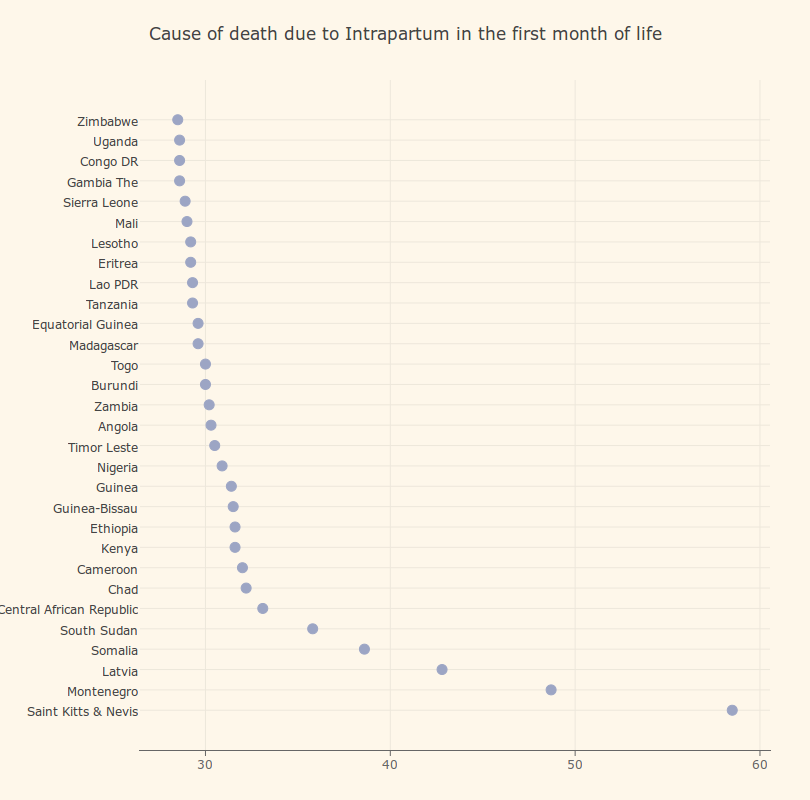 Cause of death due to Intrapartum in the first month of life
Zimbabwe
Uganda
Congo DR
Gambia The
Sierra Leone
Mali
Lesotho
Eritrea
Lao PDR
Tanzania
Equatorial Guinea
Madagascar
Togo
Burundi
Zambia
Angola
Timor Leste
Nigeria
Guinea
Guinea-Bissau
Ethiopia
Kenya
Cameroon
Chad
Central African Republic
South Sudan
Somalia
Latvia
Montenegro
Saint Kitts & Nevis
30 40 50 60